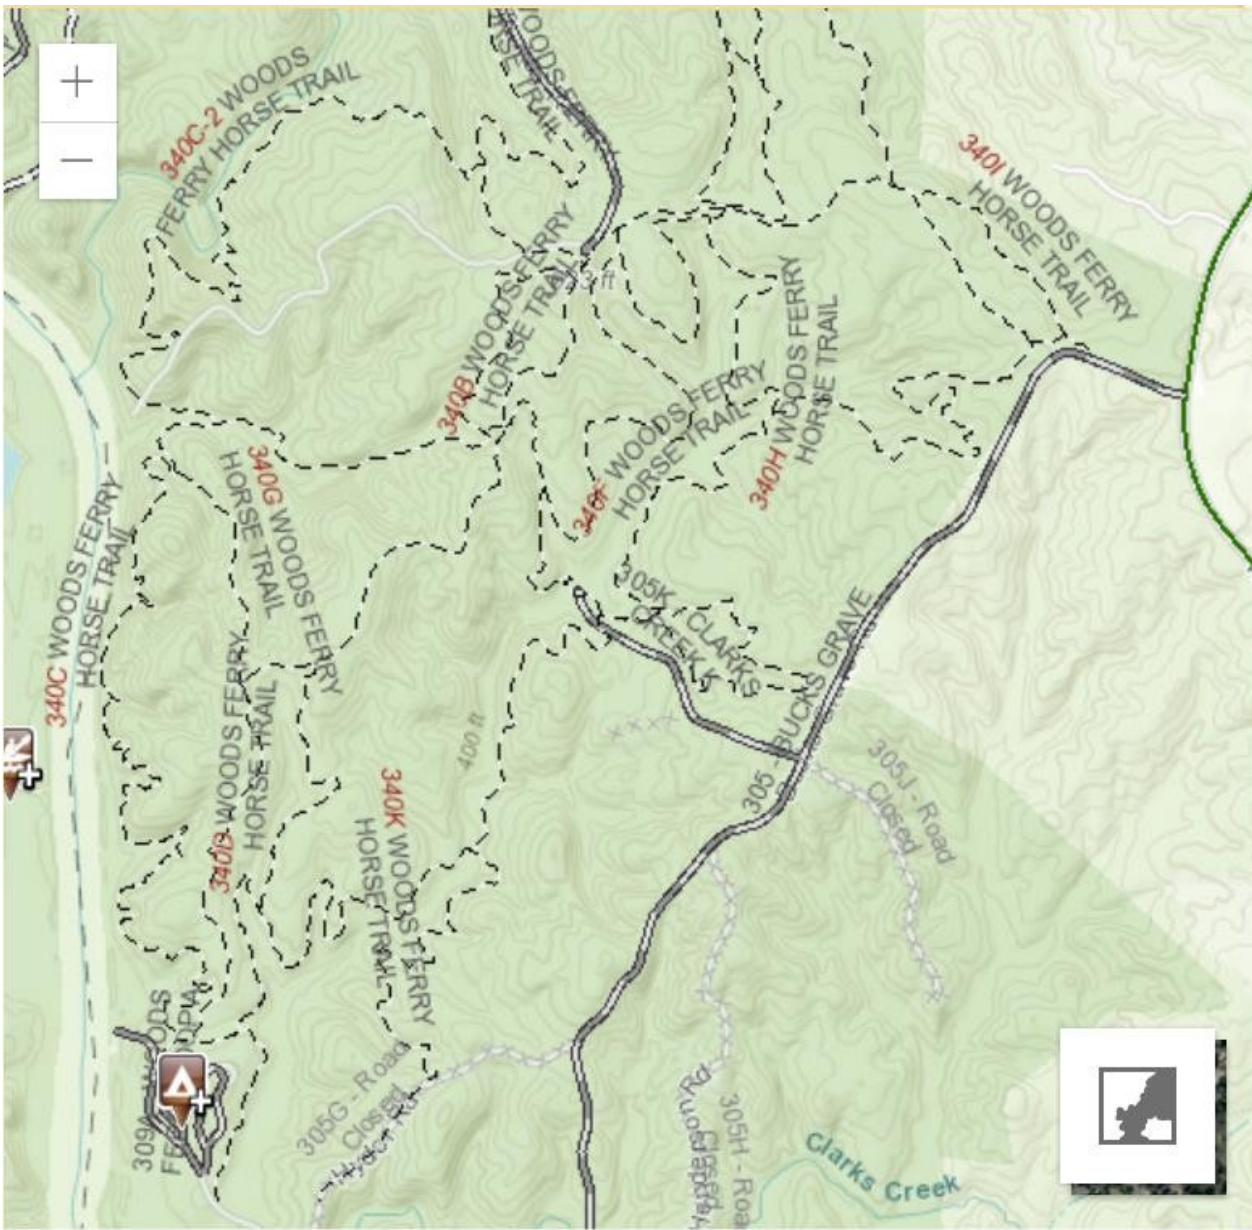 WOODS FERRY
HORSE TRAIL
340C-2 WOODS
FERRY HORSE TRAIL
340I WOODS FERRY
HORSE TRAIL
340B WOODS FERRY
HORSE TRAIL
340H WOODS FERRY
HORSE TRAIL
340F WOODS FERRY
HORSE TRAIL
340G WOODS FERRY
HORSE TRAIL
340C WOODS FERRY
HORSE TRAIL
305K - CLARKS
CREEK K
305 - BUCKS GRAVE
340D WOODS FERRY
HORSE TRAIL
400 ft
340K WOODS FERRY
HORSE TRAIL
305J - Road
Closed
305G - Road
Closed
305H - Road
Closed
Clarks Creek